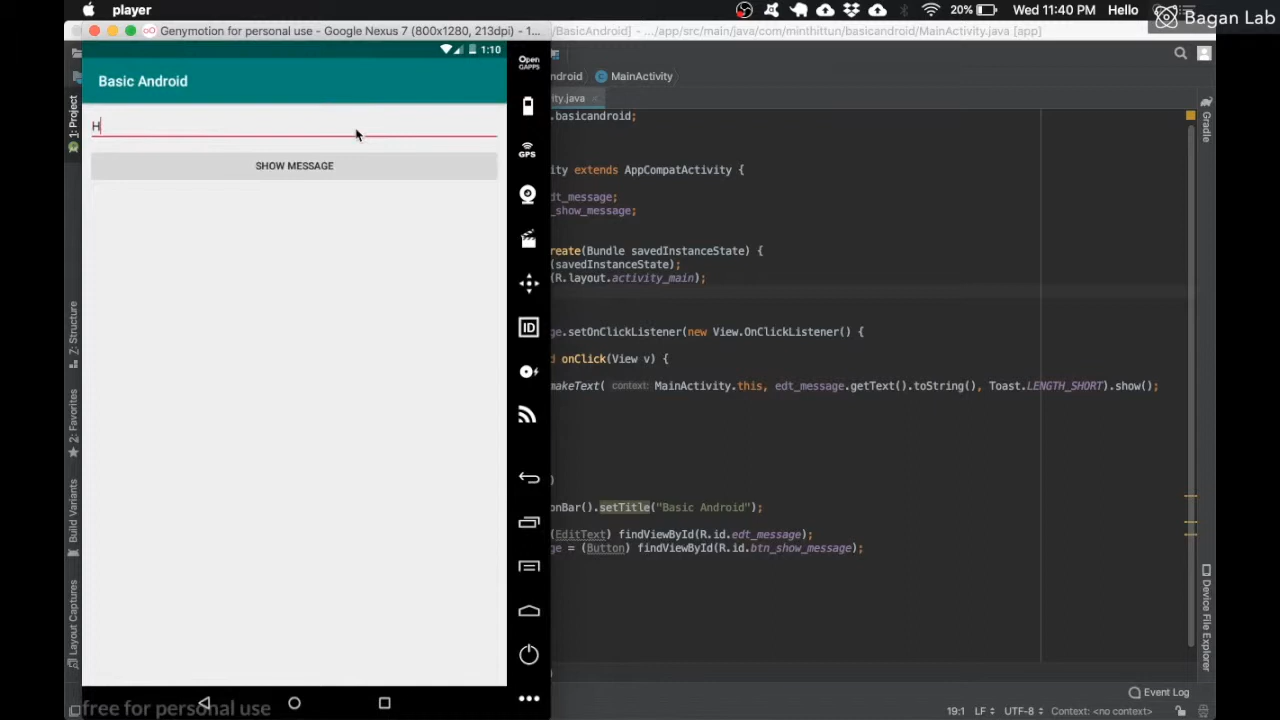 player
20%
Wed 11:40 PM
Hello
Bagan Lab
Genymotion for personal use - Google Nexus 7 (800x1280, 213dpi) - 1...
/BasicAndroid] - .../app/src/main/java/com/minthittun/basicandroid/MainActivity.java [app]
1:10
Basic Android
H
SHOW MESSAGE
Open
GAPPS
GPS
ID
free for personal use
1: Project
Z: Structure
2: Favorites
Build Variants
Layout Captures
ndroid
MainActivity
ty.java
.basicandroid;
ity extends AppCompatActivity {
dt_message;
_show_message;
reate(Bundle savedInstanceState) {
(savedInstanceState);
(R.layout.activity_main);
ge.setOnClickListener(new View.OnClickListener() {
d onClick(View v) {
makeText( context: MainActivity.this, edt_message.getText().toString(), Toast.LENGTH_SHORT).show();
)
onBar().setTitle("Basic Android");
(EditText) findViewById(R.id.edt_message);
ge = (Button) findViewById(R.id.btn_show_message);
)
Gradle
Device File Explorer
Event Log
19:1 LF UTF-8 Context: <no context>